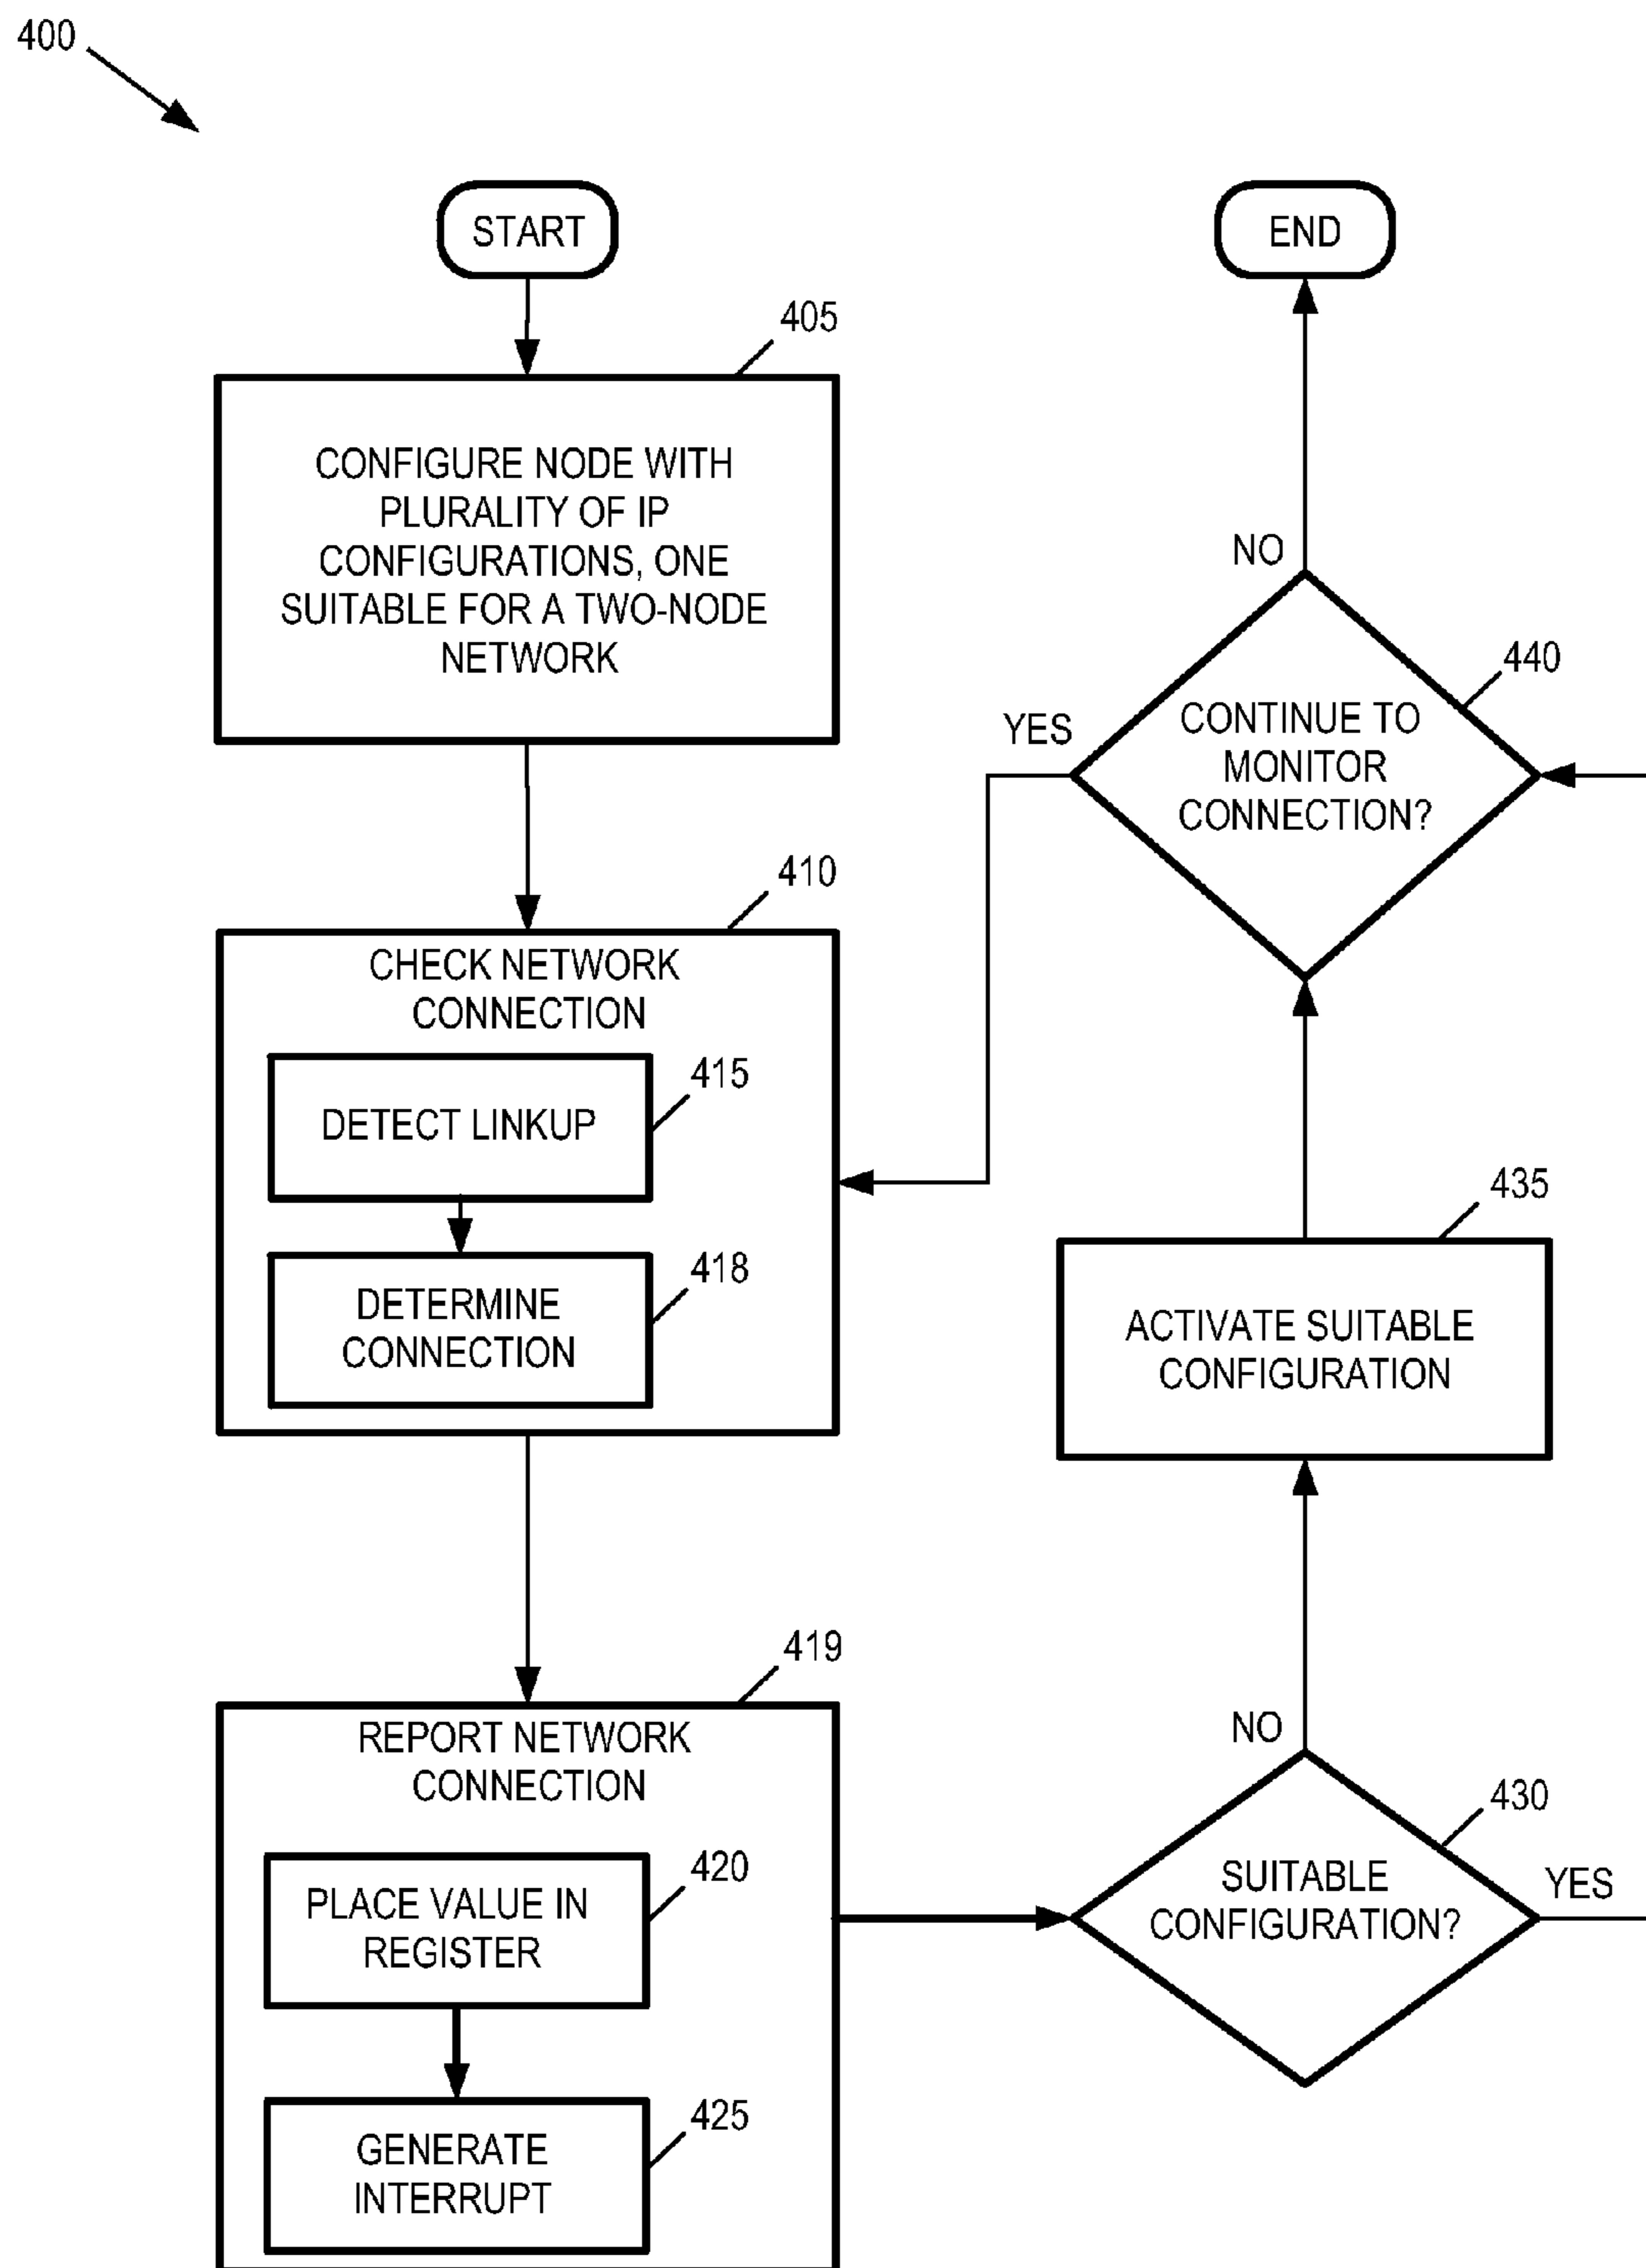 400
START
405
CONFIGURE NODE WITH
PLURALITY OF IP
CONFIGURATIONS, ONE
SUITABLE FOR A TWO-NODE
NETWORK
410
CHECK NETWORK
CONNECTION
415
DETECT LINKUP
418
DETERMINE
CONNECTION
419
REPORT NETWORK
CONNECTION
420
PLACE VALUE IN
REGISTER
425
GENERATE
INTERRUPT
430
SUITABLE
CONFIGURATION?
YES
NO
435
ACTIVATE SUITABLE
CONFIGURATION
440
CONTINUE TO
MONITOR
CONNECTION?
YES
NO
END